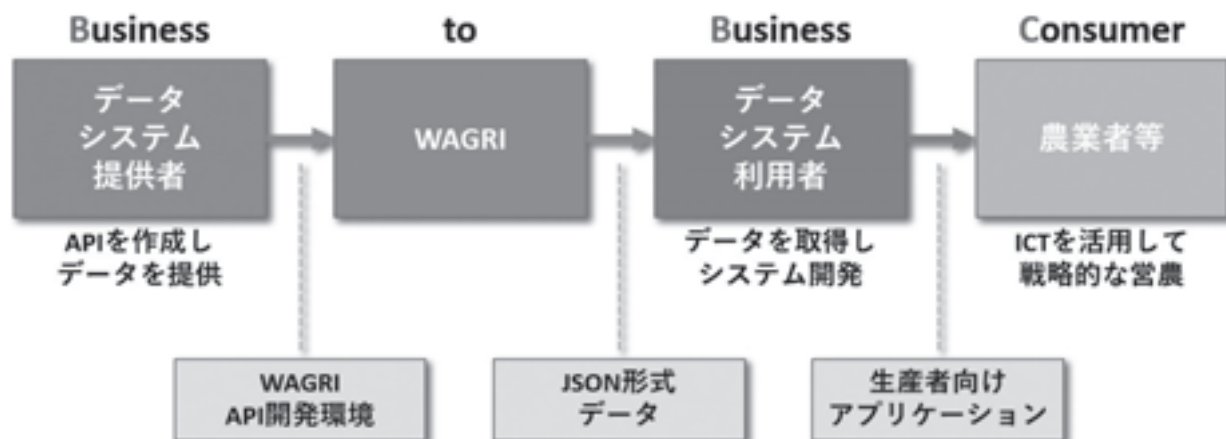 Business to Business Consumer
データ
システム
提供者
WAGRI
データ
システム
利用者
農業者等
APIを作成し
データを提供
データを取得し
システム開発
ICTを活用して
戦略的な営農
WAGRI
API開発環境
JSON形式
データ
生産者向け
アプリケーション